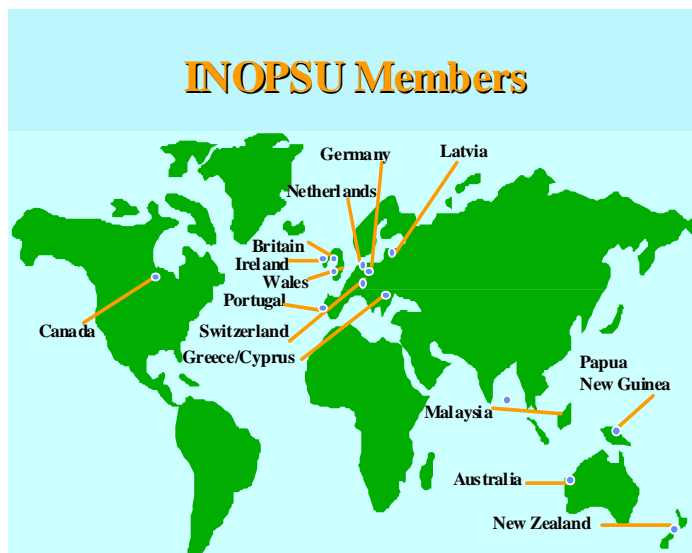 INOPSU Members
Germany
Latvia
Netherlands
Britain
Ireland
Wales
Portugal
Canada
Switzerland
Greece/Cyprus
Papua
New Guinea
Malaysia
Australia
New Zealand